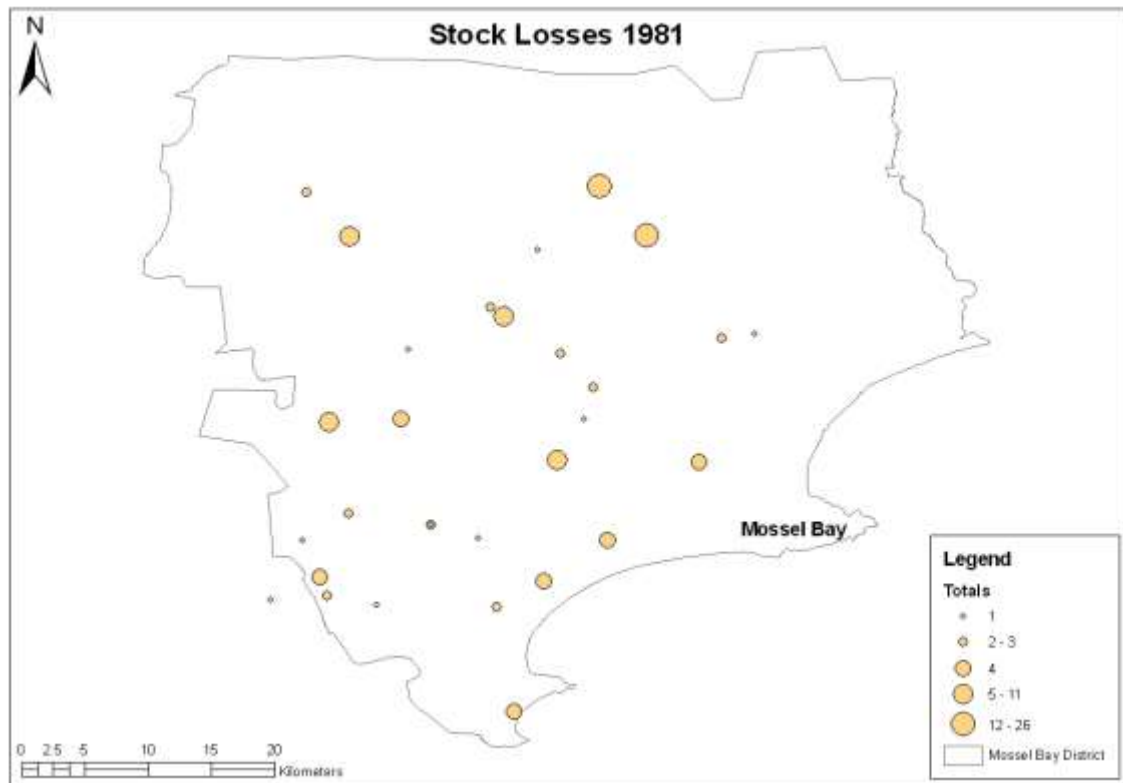 N
Stock Losses 1981
Mossel Bay
Legend
Totals
1
2 - 3
4
5 - 11
12 - 26
Mossel Bay District
0 2.5 5 10 15 20
Kilometers